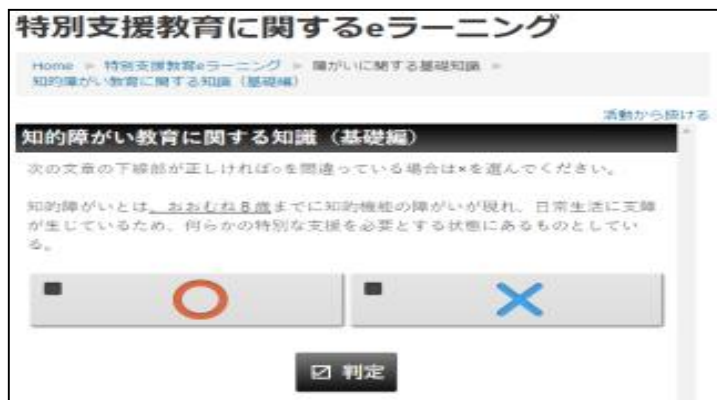 特別支援教育に関するeラーニング
Home » 特別支援教育eラーニング » 障がいに関する基礎知識 »
知的障がい教育に関する知識（基礎編）
活動から抜ける
知的障がい教育に関する知識（基礎編）
次の文章の下線部が正しければ○を間違っている場合は×を選んでください。
知的障がいとは、おおむね８歳までに知的機能の障がいが現れ、日常生活に支障
が生じているため、何らかの特別な支援を必要とする状態にあるものとしてい
る。
判定